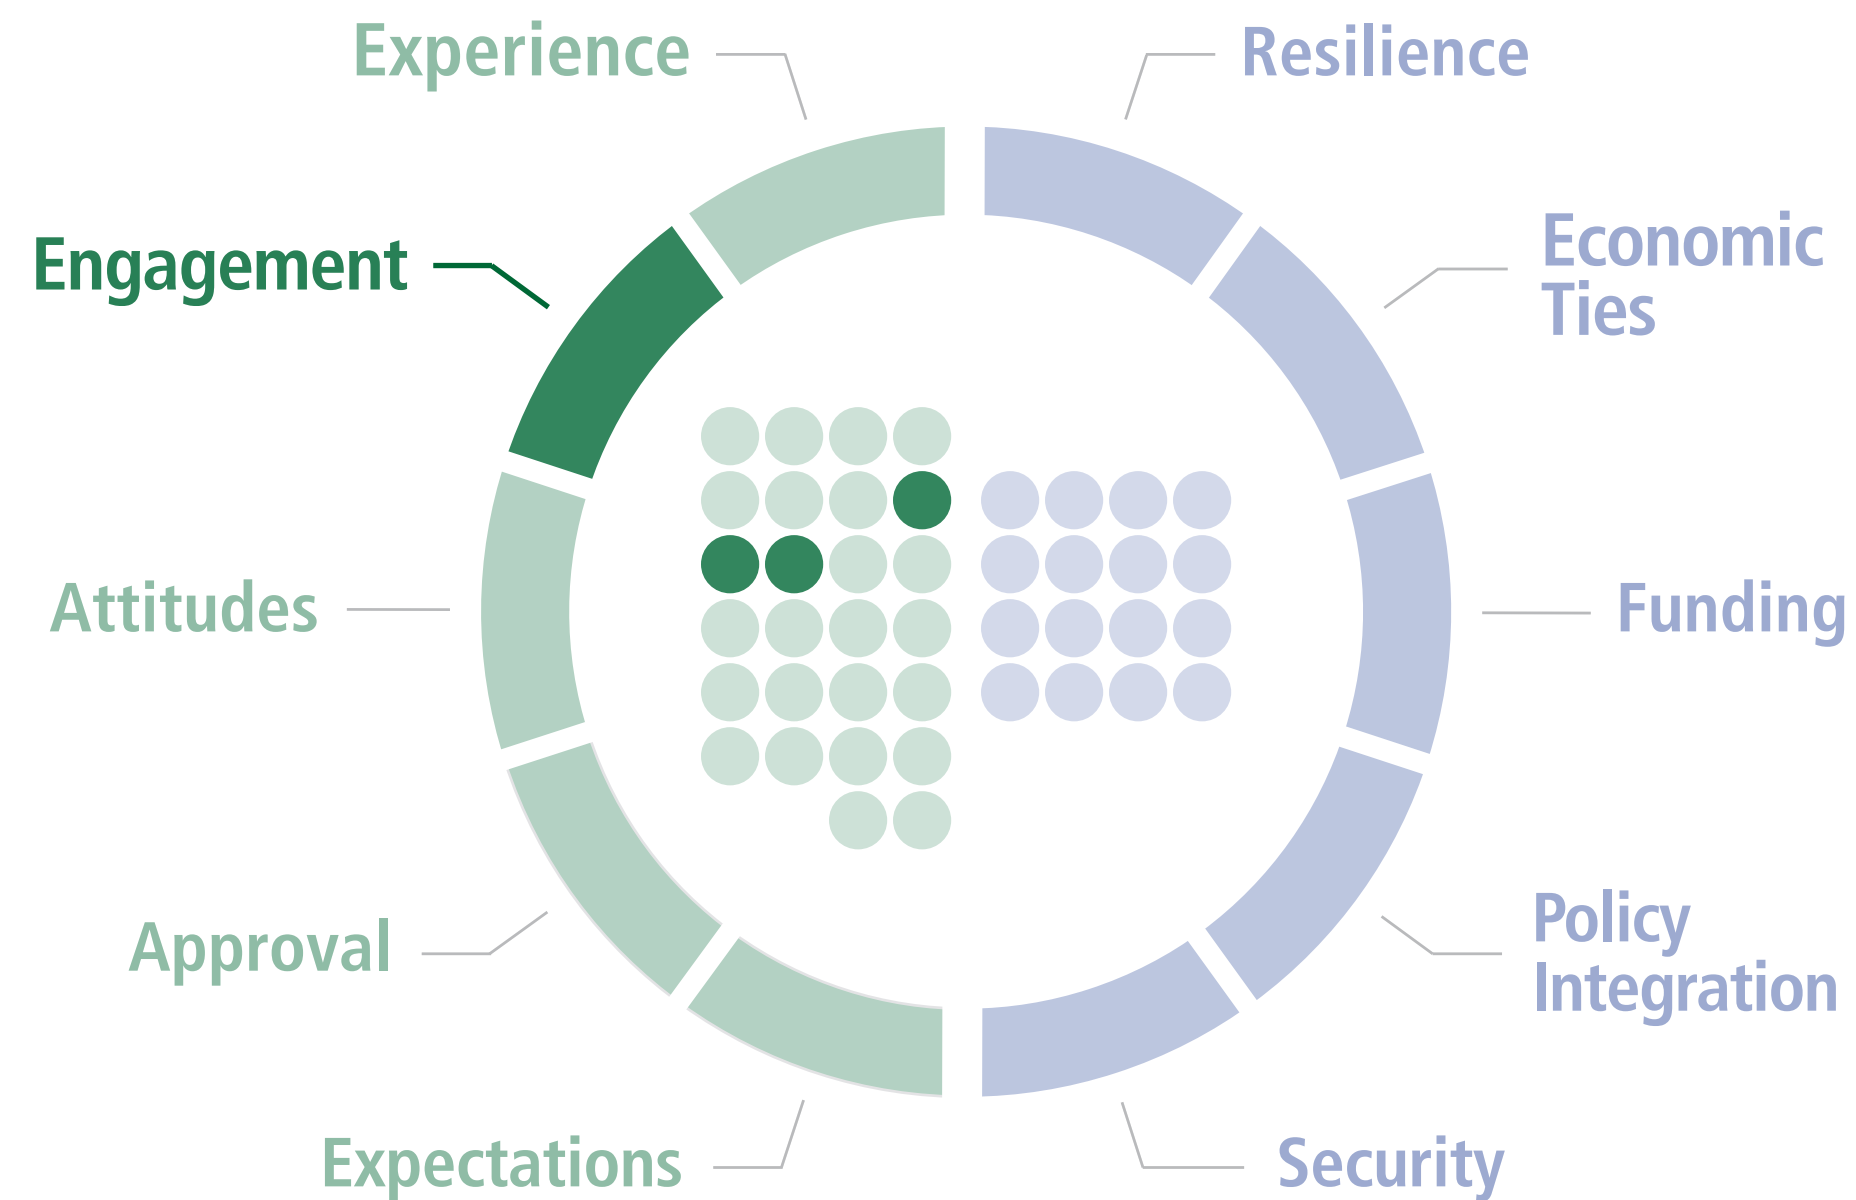 Experience
Resilience
Engagement
Economic
Ties
Attitudes
Funding
Approval
Policy
Integration
Expectations
Security